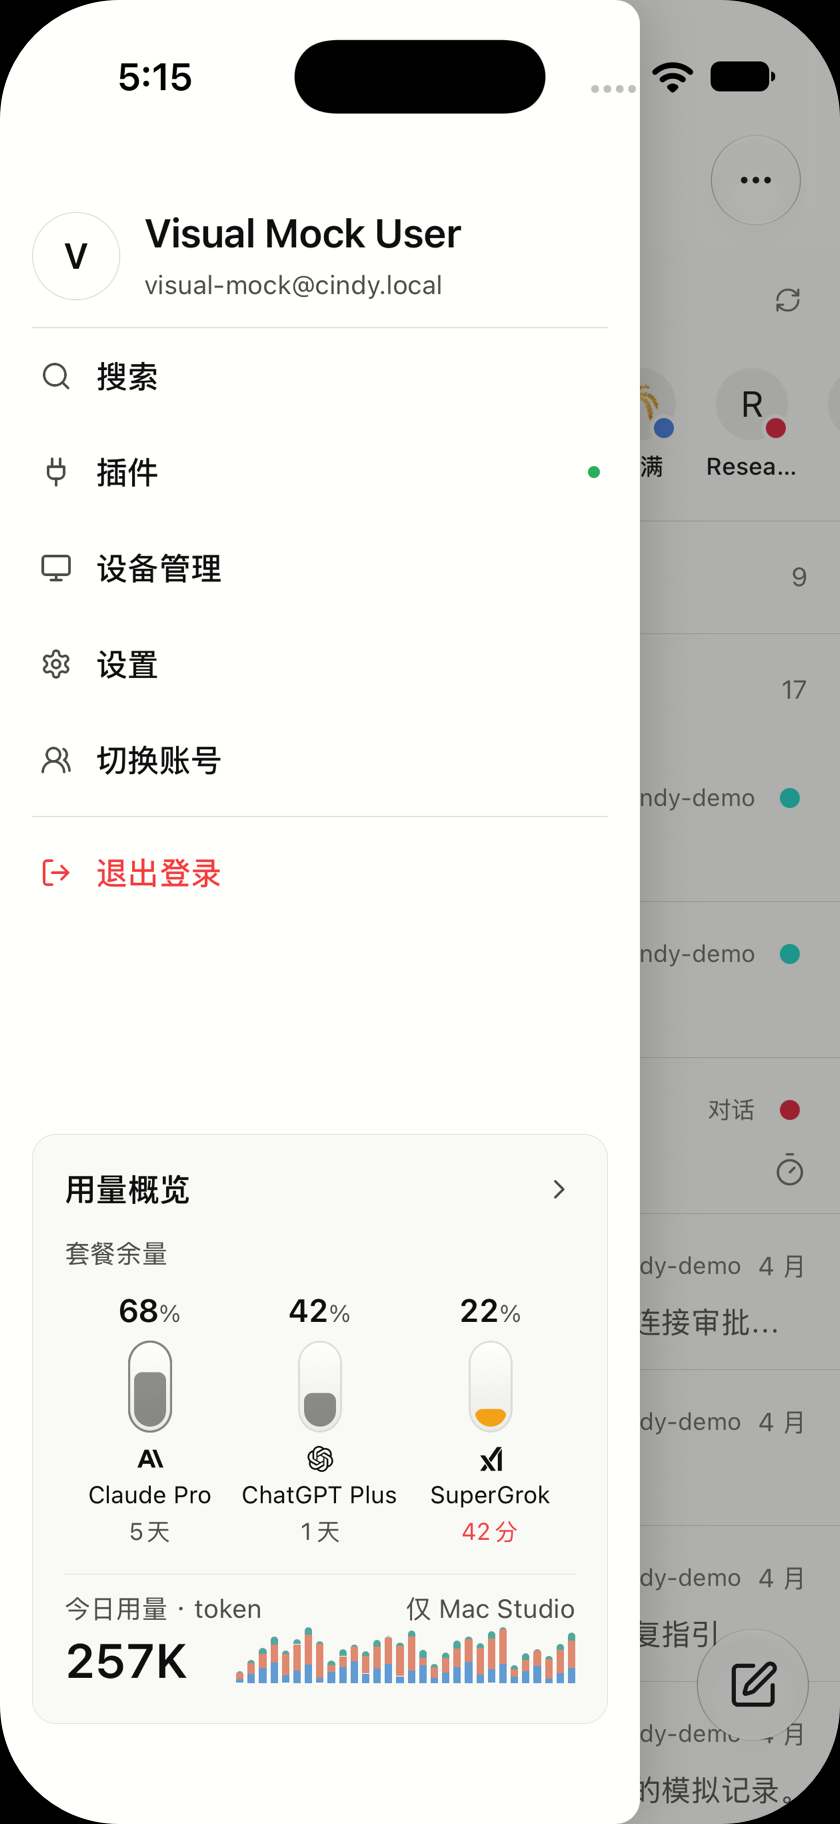 5:15
Visual Mock User
V
visual-mock@cindy.local
搜索
满
R
Resea...
插件
设备管理
9
设置
17
切换账号
ndy-demo
退出登录
ndy-demo
对话
用量概览
套餐余量
dy-demo 4 月
连接审批...
68% 42% 22%
dy-demo 4 月
Claude Pro ChatGPT Plus SuperGrok
5天 1天 42分
dy-demo 4 月
今日用量 · token 仅 Mac Studio
复指引
257K
dy-demo 4 月
的模拟记录。